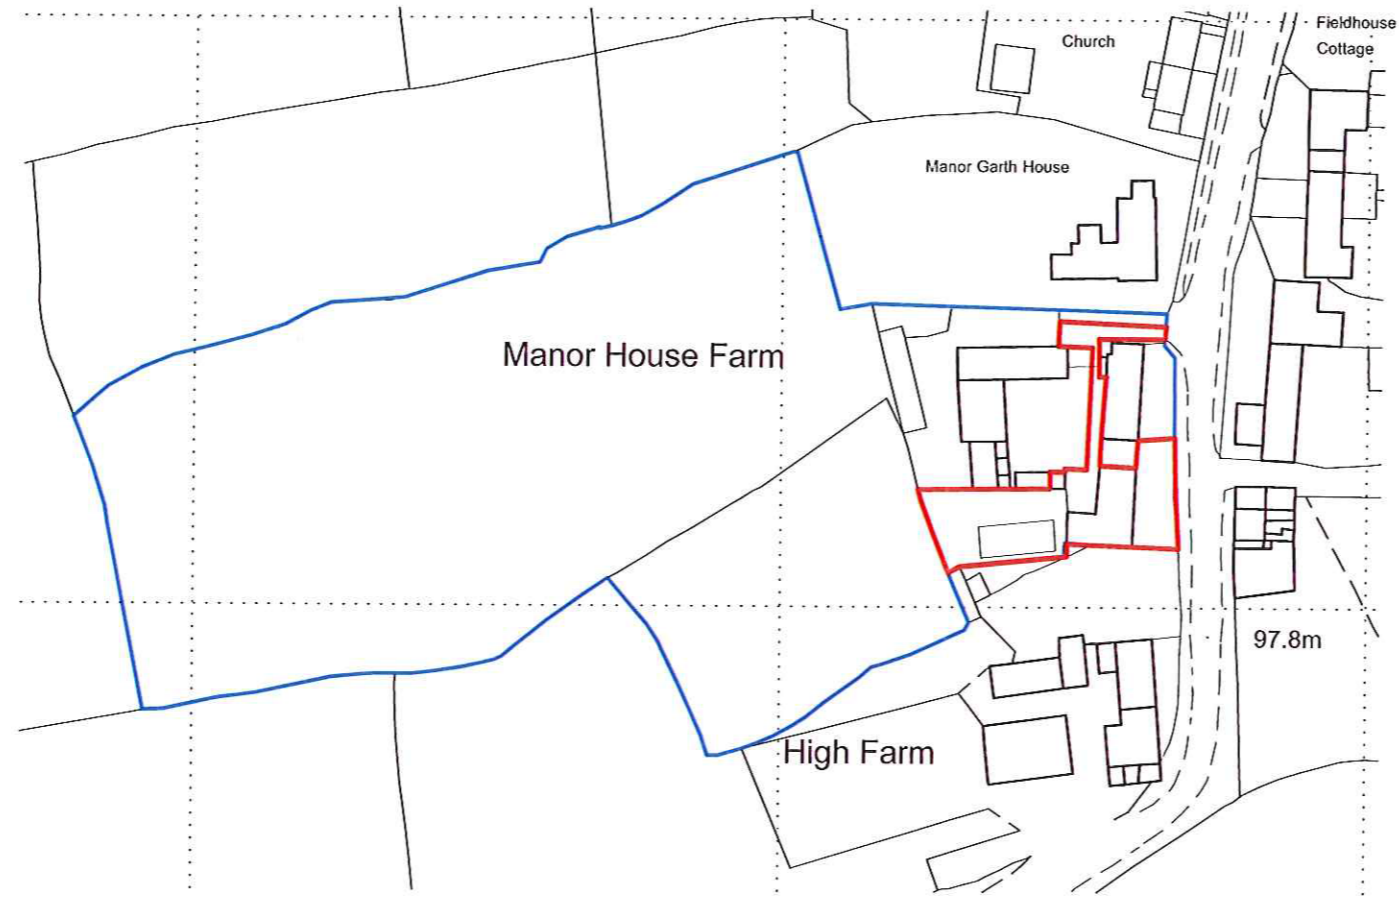 Fieldhouse
Cottage
Church
Manor Garth House
Manor House Farm
97.8m
High Farm